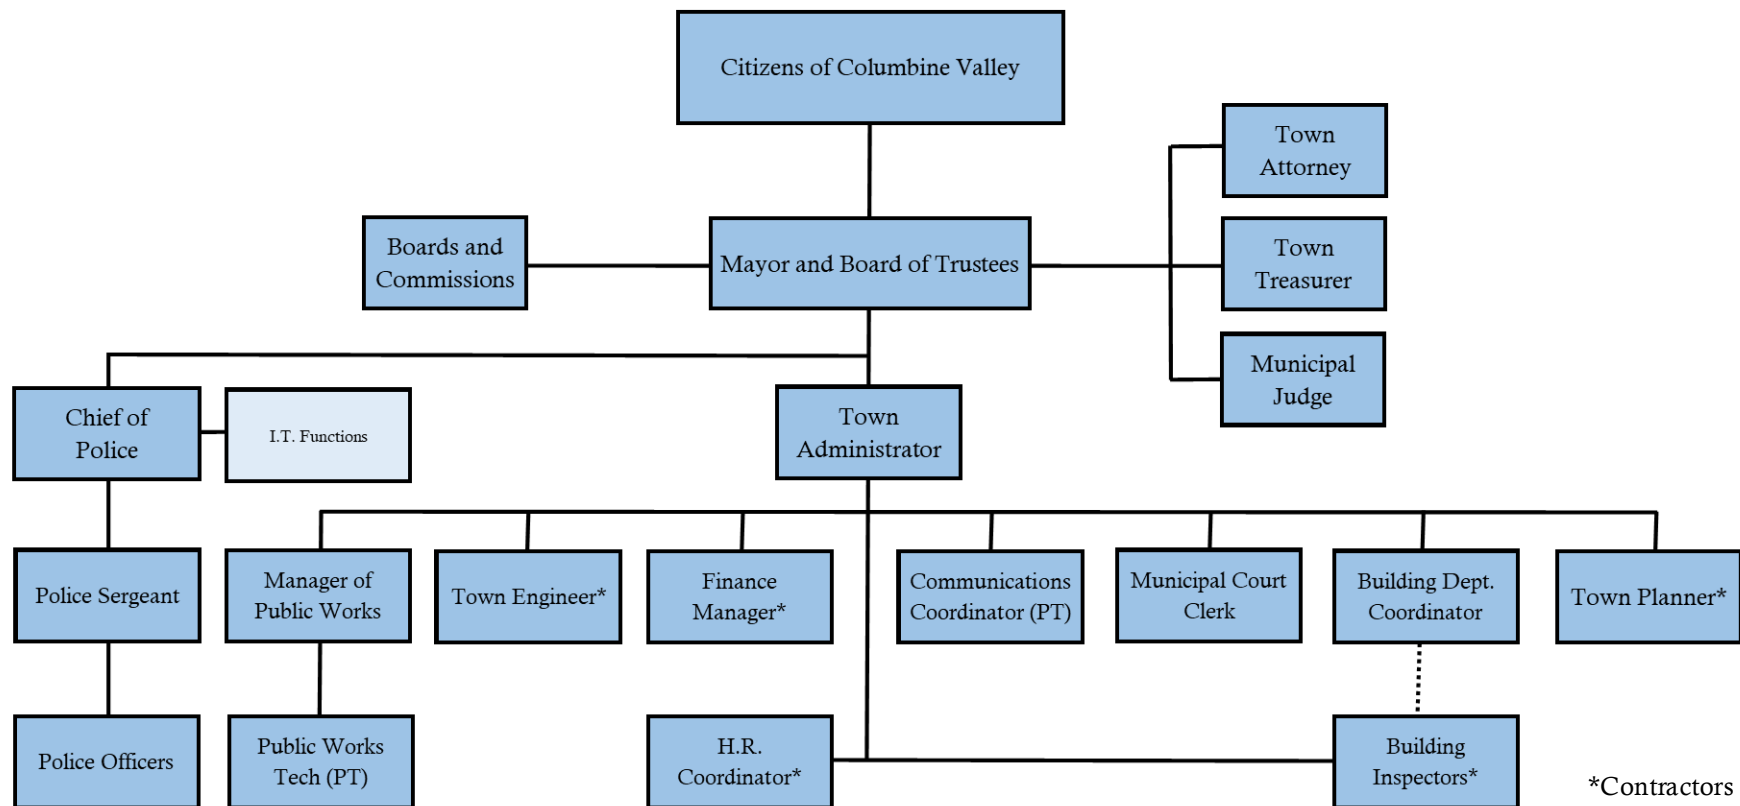 Citizens of Columbine Valley
Town
Attorney
Boards and
Commissions
Mayor and Board of Trustees
Town
Treasurer
Municipal
Judge
Chief of
Police
I.T. Functions
Town
Administrator
Police Sergeant
Manager of
Public Works
Town Engineer*
Finance
Manager*
Communications
Coordinator (PT)
Municipal Court
Clerk
Building Dept.
Coordinator
Town Planner*
Police Officers
Public Works
Tech (PT)
H.R.
Coordinator*
Building
Inspectors*
*Contractors